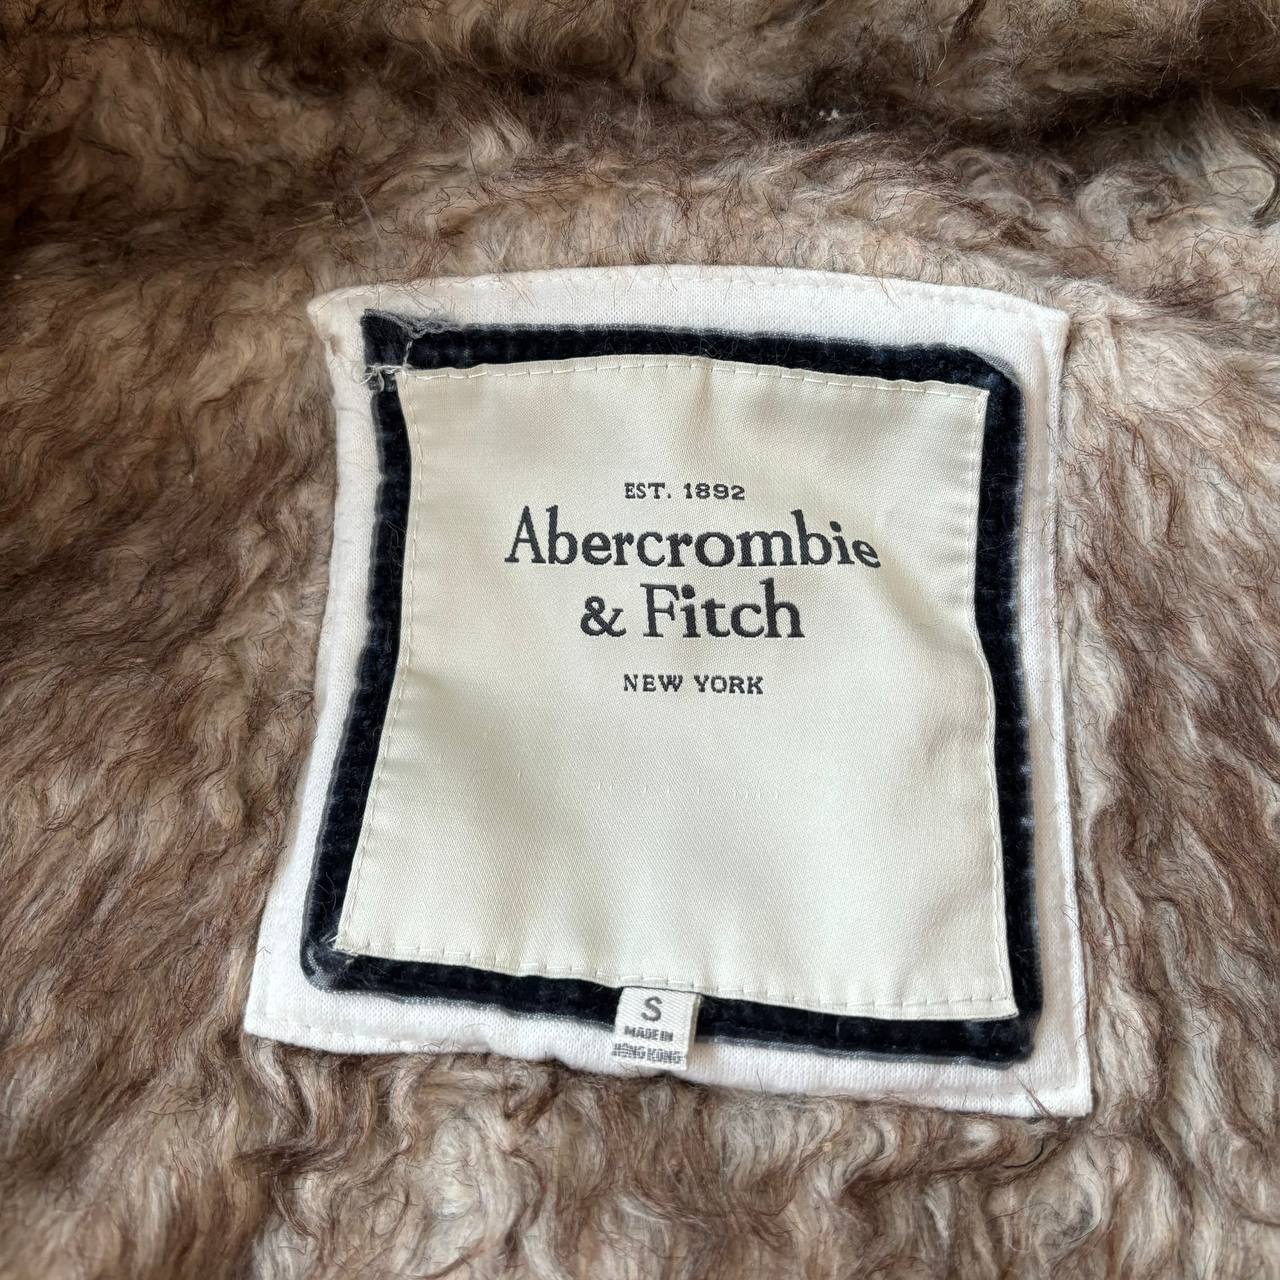 EST. 1892
Abercrombie
& Fitch
NEW YORK
S
MADE IN
HONG KONG